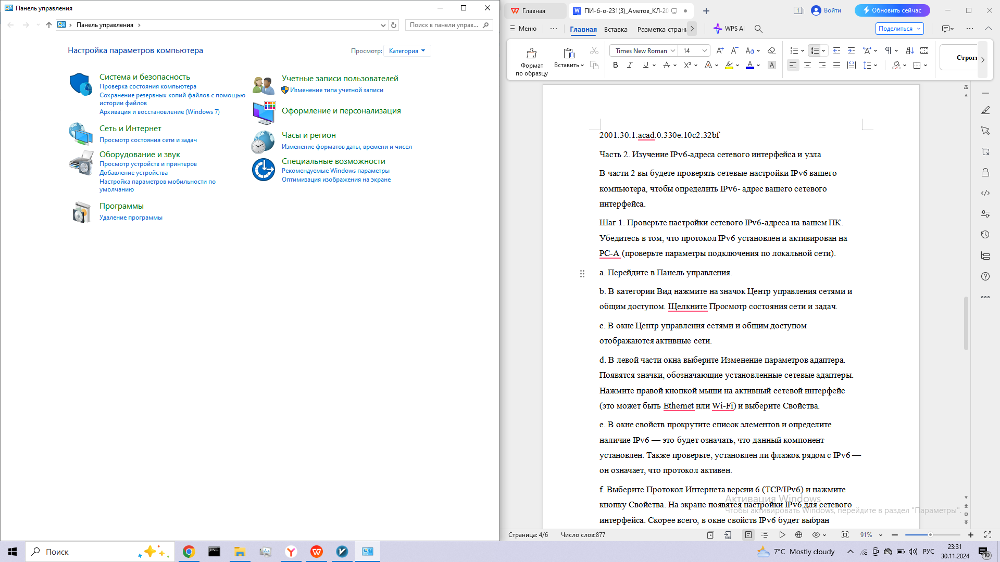 Панель управления
Панель управления
Поиск в панели управ...
Настройка параметров компьютера
Просмотр: Категория
Система и безопасность
Проверка состояния компьютера
Сохранение резервных копий файлов с помощью
истории файлов
Архивация и восстановление (Windows 7)
Сеть и Интернет
Просмотр состояния сети и задач
Оборудование и звук
Просмотр устройств и принтеров
Добавление устройства
Настройка параметров мобильности по
умолчанию
Программы
Удаление программы
Учетные записи пользователей
Изменение типа учетной записи
Оформление и персонализация
Часы и регион
Изменение форматов даты, времени и чисел
Специальные возможности
Рекомендуемые Windows параметры
Оптимизация изображения на экране
Главная
ПИ-б-о-231(3)_Аметов_КЛ-20
1
Войти
Обновить сейчас
Меню
Главная
Вставка
Разметка страни
WPS AI
Поделиться
Формат
по образцу
Вставить
Times New Roman
14
Строги
2001:30:1:acad:0:330e:10c2:32bf
Часть 2. Изучение IPv6-адреса сетевого интерфейса и узла
В части 2 вы будете проверять сетевые настройки IPv6 вашего
компьютера, чтобы определить IPv6- адрес вашего сетевого
интерфейса.
Шаг 1. Проверьте настройки сетевого IPv6-адреса на вашем ПК.
Убедитесь в том, что протокол IPv6 установлен и активирован на
PC-A (проверьте параметры подключения по локальной сети).
a. Перейдите в Панель управления.
b. В категории Вид нажмите на значок Центр управления сетями и
общим доступом. Щелкните Просмотр состояния сети и задач.
c. В окне Центр управления сетями и общим доступом
отображаются активные сети.
d. В левой части окна выберите Изменение параметров адаптера.
Появятся значки, обозначающие установленные сетевые адаптеры.
Нажмите правой кнопкой мыши на активный сетевой интерфейс
(это может быть Ethernet или Wi-Fi) и выберите Свойства.
e. В окне свойств прокрутите список элементов и определите
наличие IPv6 — это будет означать, что данный компонент
установлен. Также проверьте, установлен ли флажок рядом с IPv6 —
он означает, что протокол активен.
f. Выберите Протокол Интернета версии 6 (TCP/IPv6) и нажмите
кнопку Свойства. На экране появятся настройки IPv6 для сетевого
интерфейса. Скорее всего, в окне свойств IPv6 будет выбран
Активация Windows
Чтобы активировать Windows, перейдите в раздел "Параметры".
Страница: 4/6
Число слов:877
91%
Поиск
7°C Mostly cloudy
РУС
23:31
30.11.2024
10